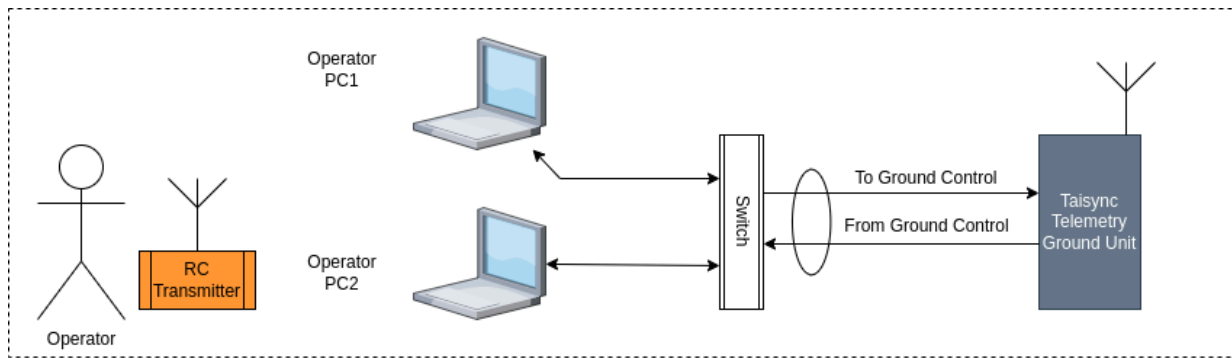 Operator
PC1
Operator
PC2
RC
Transmitter
Operator
Switch
To Ground Control
From Ground Control
Taisync
Telemetry
Ground Unit